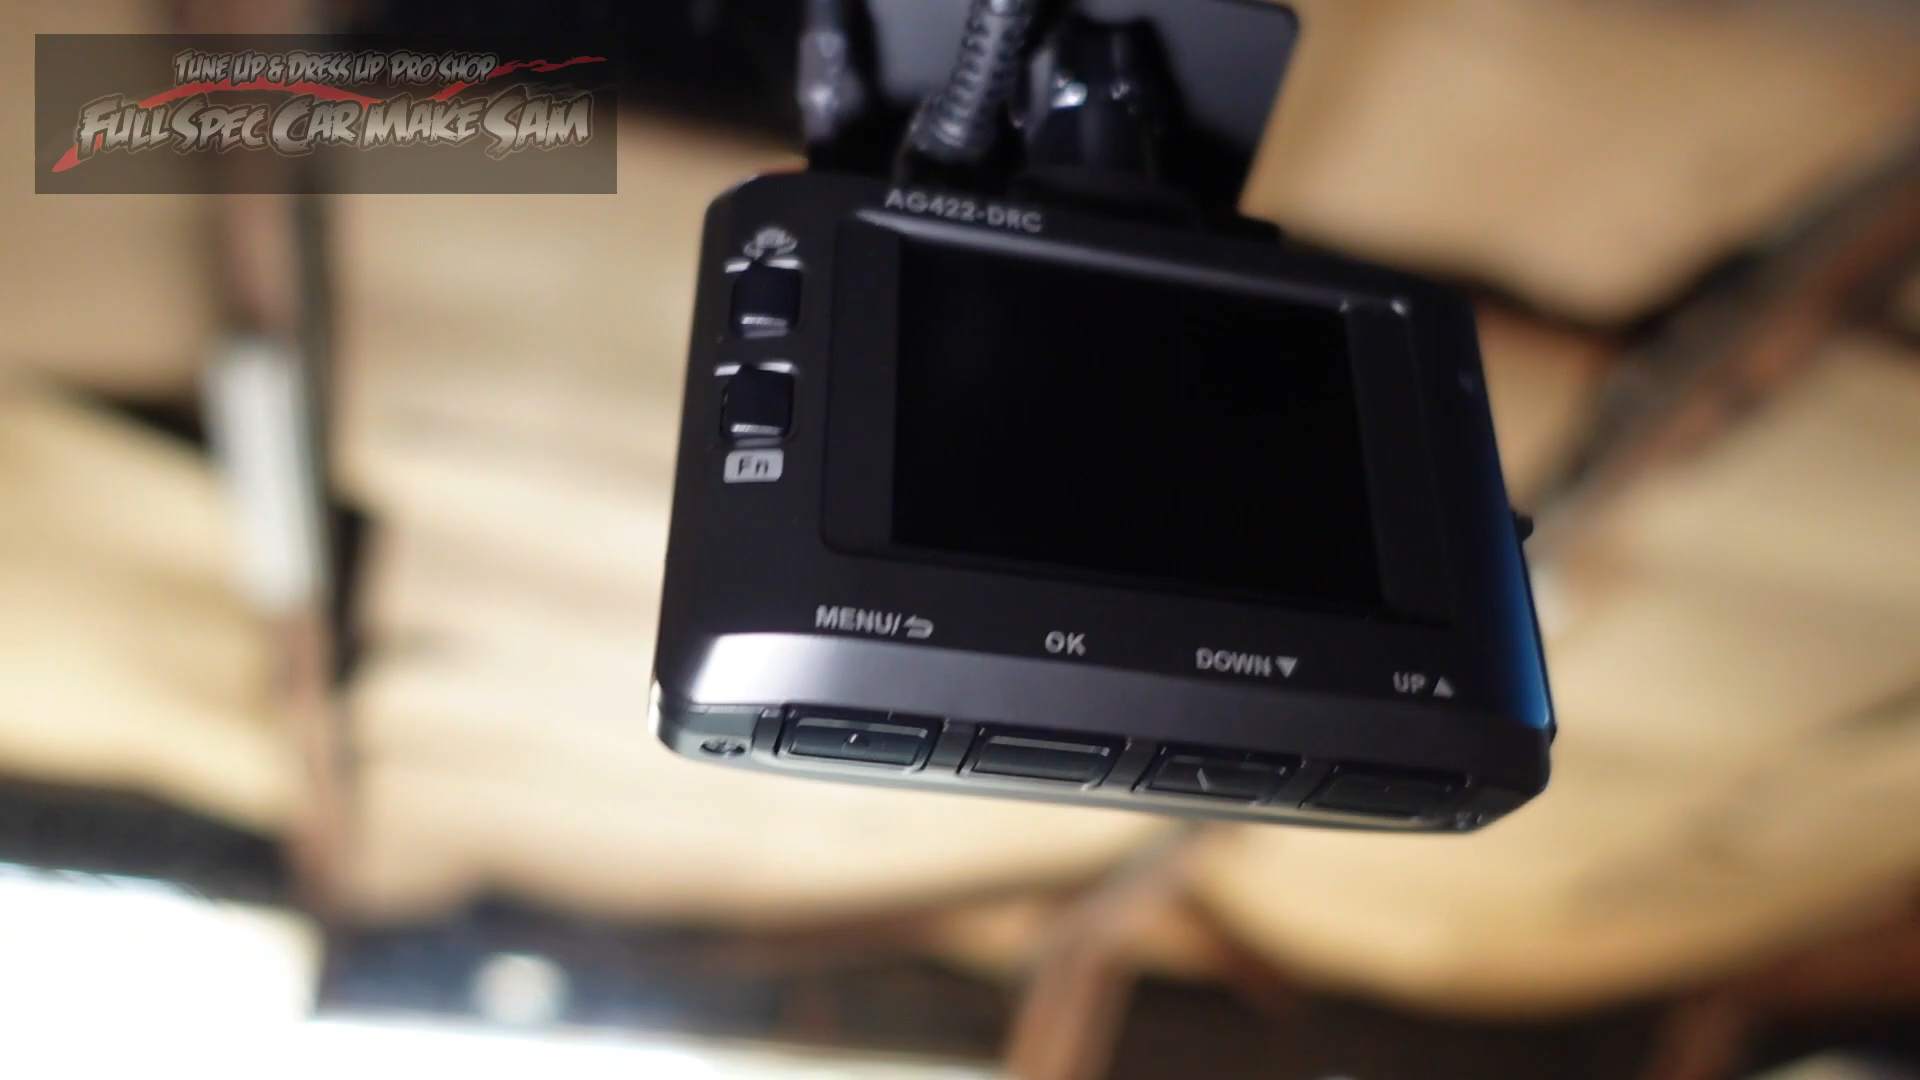 TUNE UP & DRESS UP PRO SHOP
FULL SPEC CAR MAKE SAM
AG422-DRC
Fn
MENU/
OK
DOWN▼
UP ▲